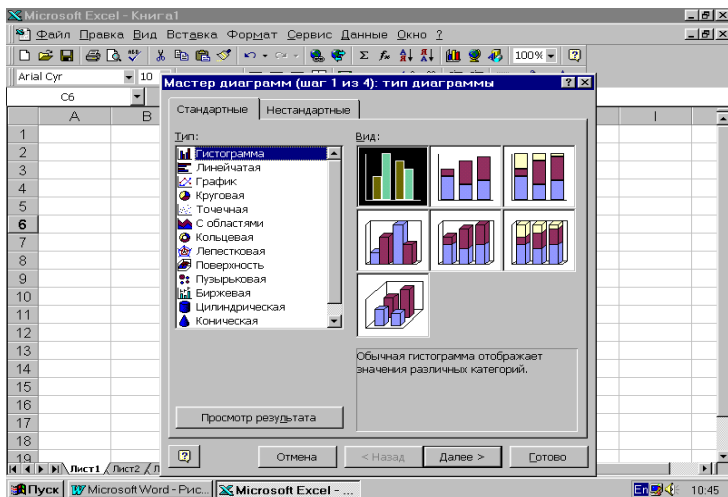 Microsoft Excel - Книга1
Файл Правка Вид Вставка Формат Сервис Данные Окно ?
100%
Arial Cyr 10
C6
A B I
Мастер диаграмм (шаг 1 из 4): тип диаграммы
Стандартные Нестандартные
Тип:
Гистограмма
Линейчатая
График
Круговая
Точечная
С областями
Кольцевая
Лепестковая
Поверхность
Пузырьковая
Биржевая
Цилиндрическая
Коническая
Вид:
Обычная гистограмма отображает
значения различных категорий.
Просмотр результата
Отмена < Назад Далее > Готово
1
2
3
4
5
6
7
8
9
10
11
12
13
14
15
16
17
18
19
Лист1 Лист2
Пуск Microsoft Word - Рис... Microsoft Excel - ... En 10:45